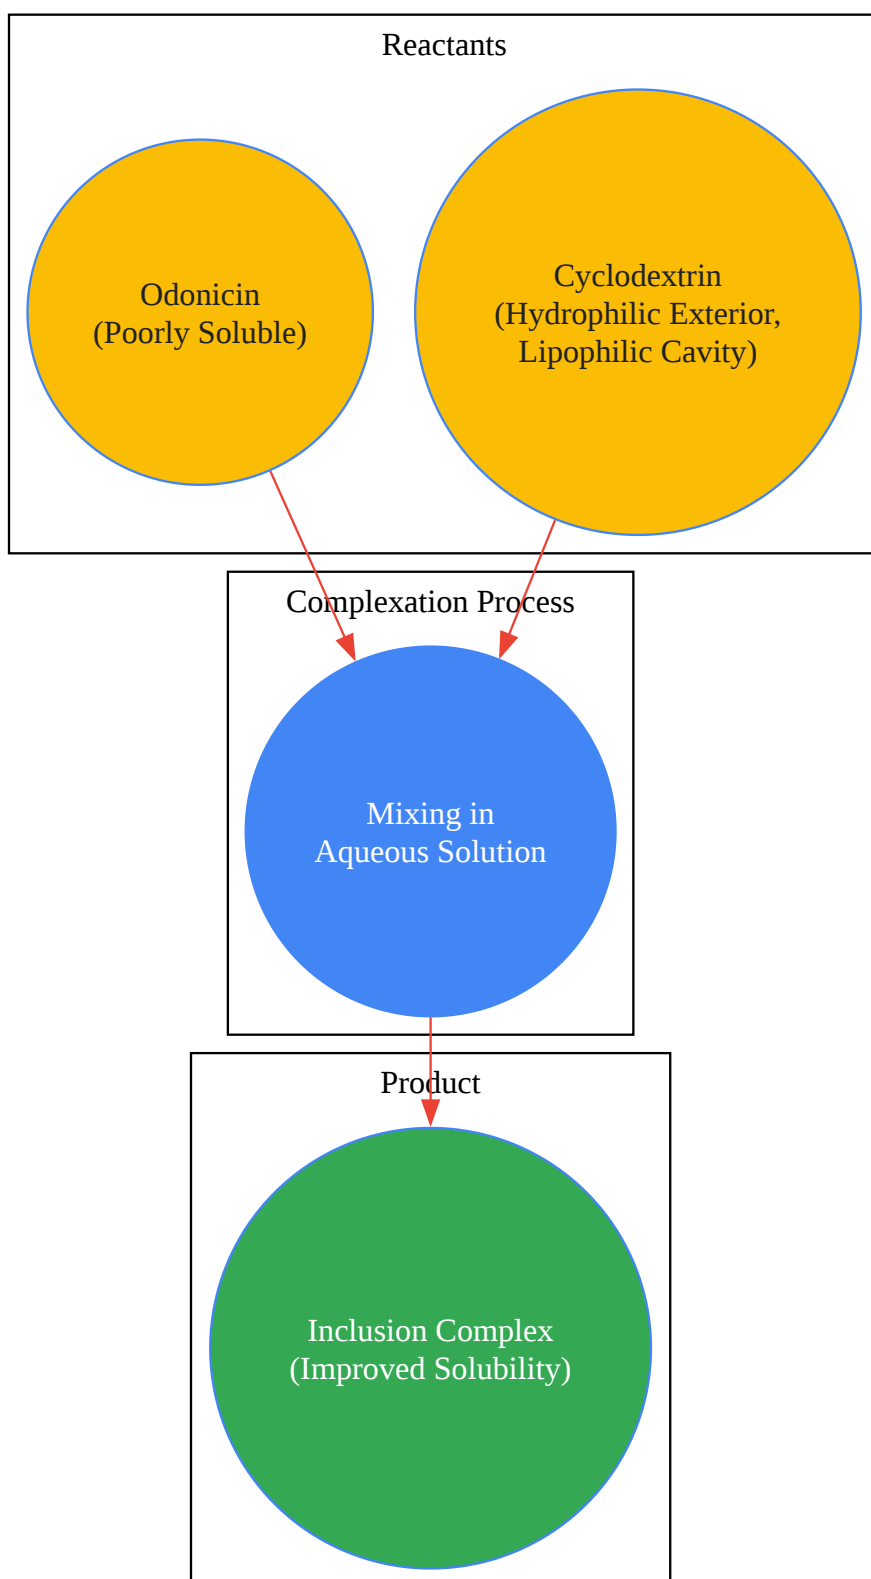 Reactants
Odonicin
(Poorly Soluble)
Cyclodextrin
(Hydrophilic Exterior,
Lipophilic Cavity)
Complexation Process
Mixing in
Aqueous Solution
Product
Inclusion Complex
(Improved Solubility)